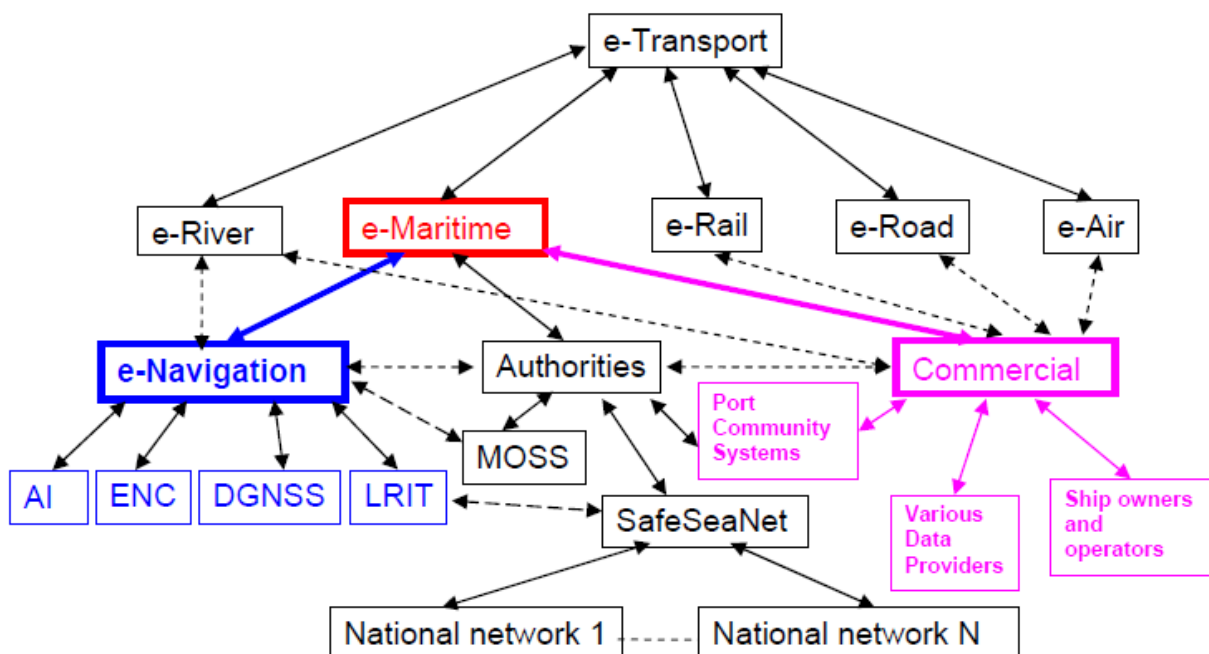 e-Transport
e-River
e-Maritime
e-Rail
e-Road
e-Air
e-Navigation
Authorities
Commercial
Port
Community
Systems
MOSS
AI
ENC
DGNSS
LRIT
SafeSeaNet
Various
Data
Providers
Ship owners
and
operators
National network 1
National network N